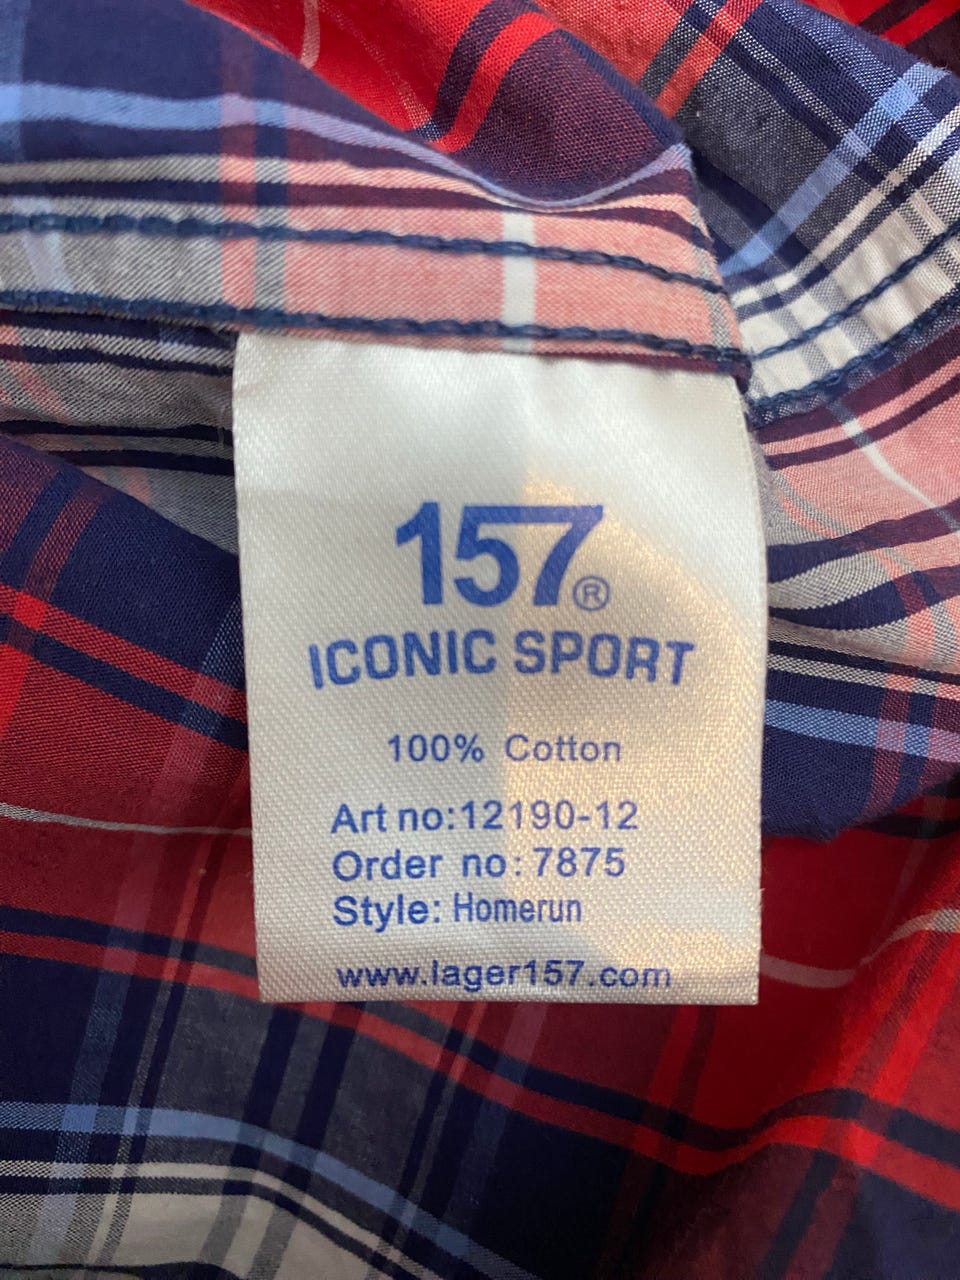 157®
ICONIC SPORT
100% Cotton
Art no:12190-12
Order no: 7875
Style: Homerun
www.lager157.com